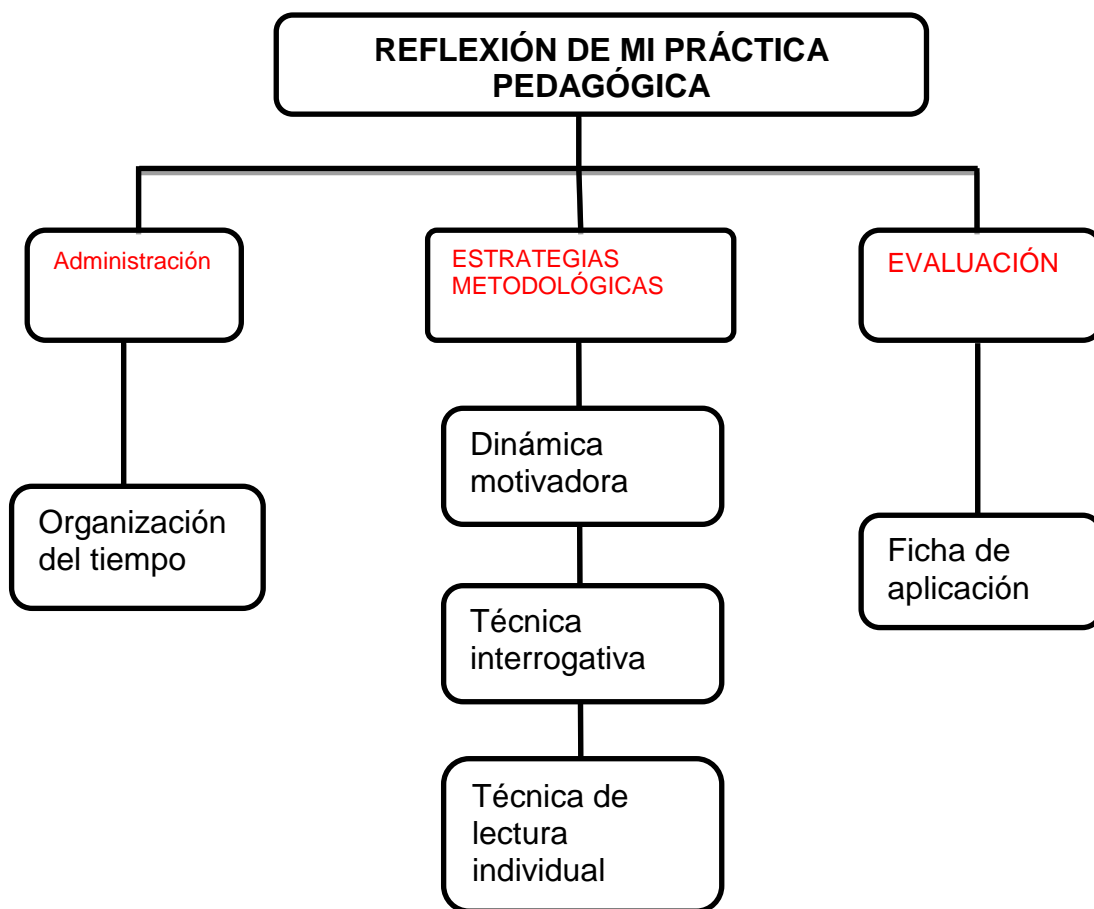 REFLEXIÓN DE MI PRÁCTICA
PEDAGÓGICA
Administración
ESTRATEGIAS
METODOLÓGICAS
EVALUACIÓN
Organización
del tiempo
Dinámica
motivadora
Técnica
interrogativa
Técnica de
lectura
individual
Ficha de
aplicación